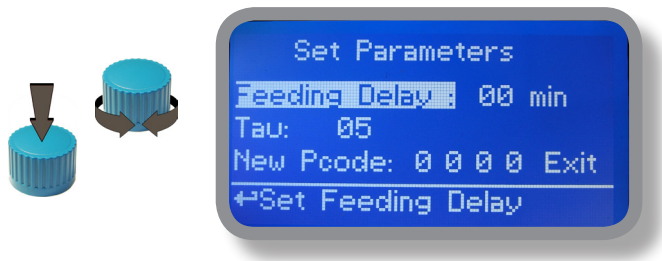 Set Parameters
Feeding Delay : 00 min
Tau: 05
New Pcode: 0 0 0 0 Exit
↵Set Feeding Delay